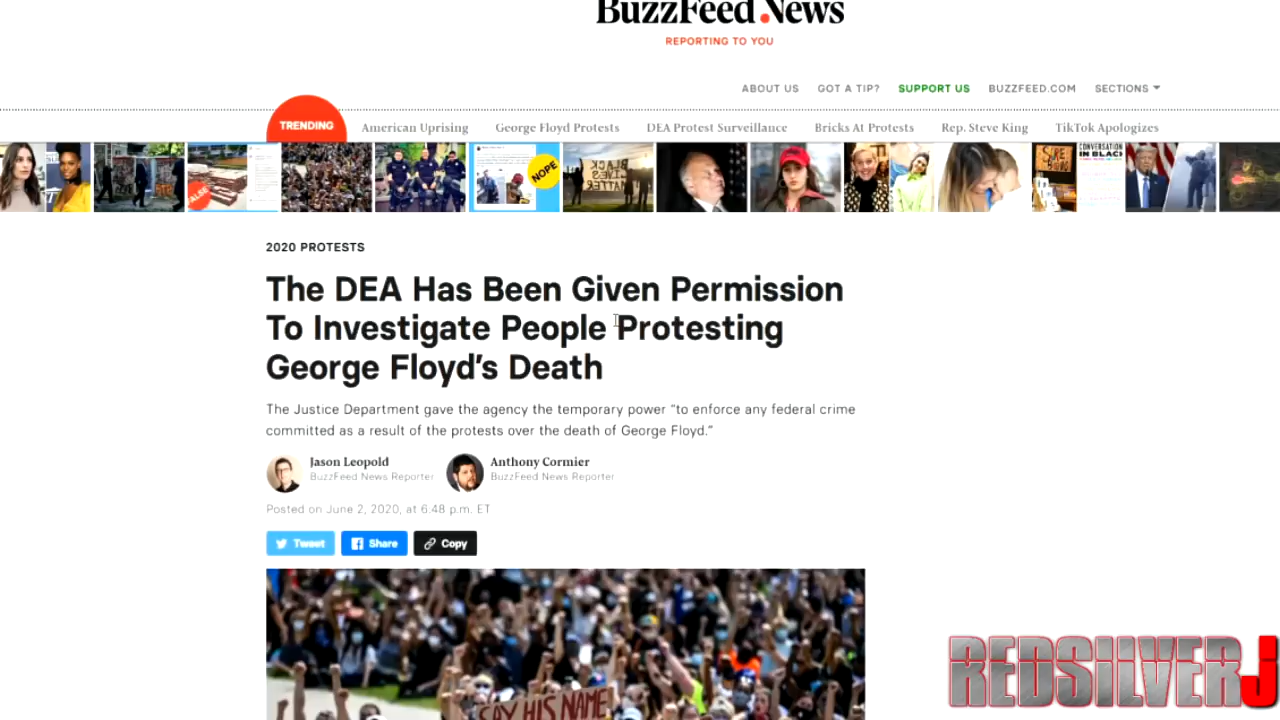 BuzzFeed News
REPORTING TO YOU
ABOUT US GOT A TIP? SUPPORT US BUZZFEED.COM SECTIONS
TRENDING American Uprising George Floyd Protests DEA Protest Surveillance Bricks At Protests Rep. Steve King TikTok Apologizes
NOPE
CONVERSATION
IN BLACK
2020 PROTESTS
The DEA Has Been Given Permission
To Investigate People Protesting
George Floyd's Death
The Justice Department gave the agency the temporary power “to enforce any federal crime
committed as a result of the protests over the death of George Floyd.”
Jason Leopold
BuzzFeed News Reporter
Anthony Cormier
BuzzFeed News Reporter
Posted on June 2, 2020, at 6:48 p.m. ET
Tweet Share Copy
SAY HIS NAME
REDSILVERJ